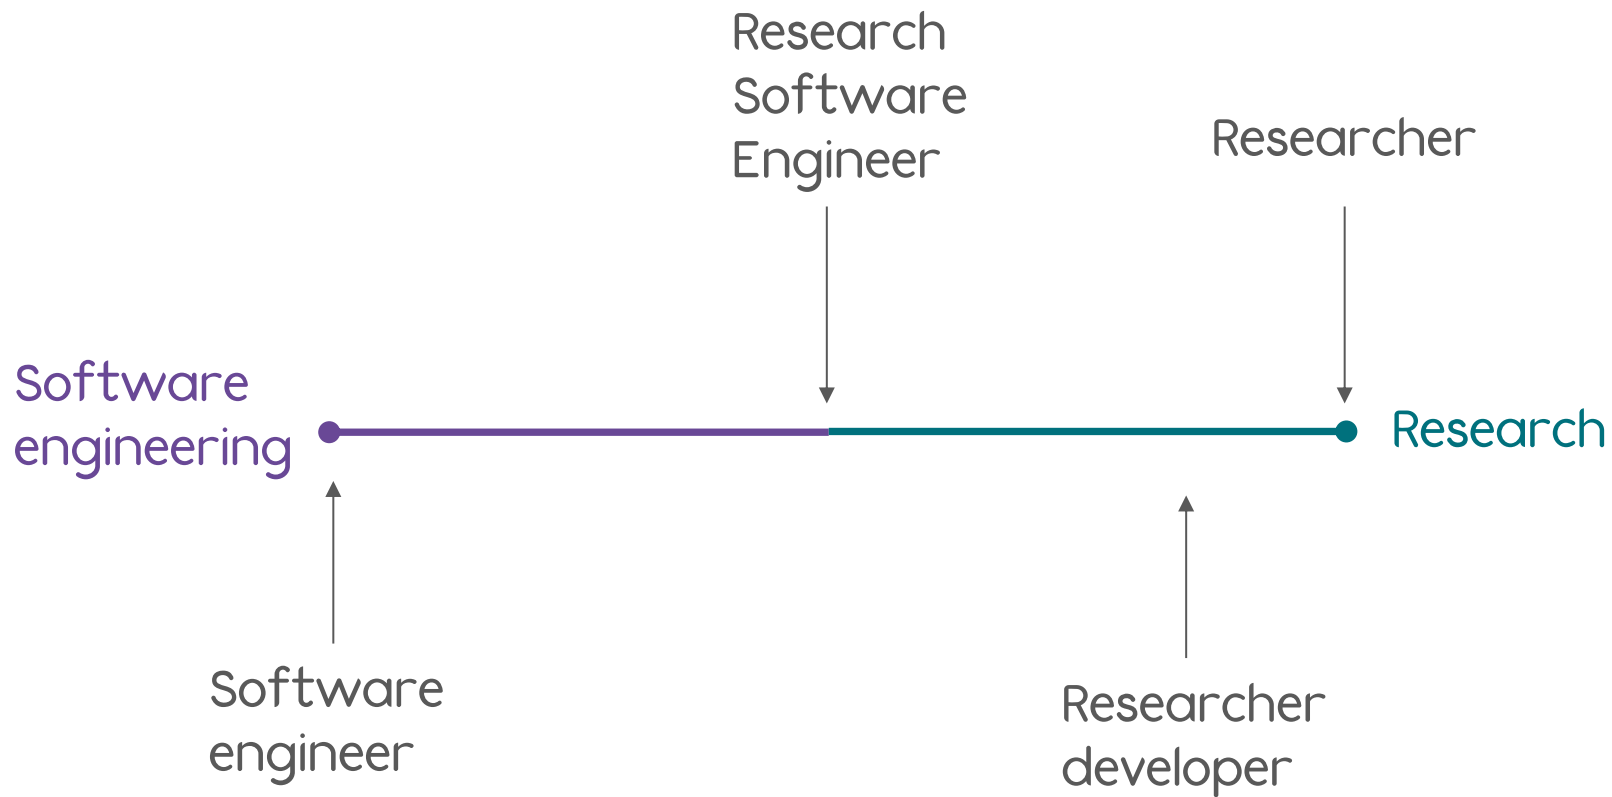 Research
Software
Engineer
Researcher
Software
engineering
Research
Software
engineer
Researcher
developer